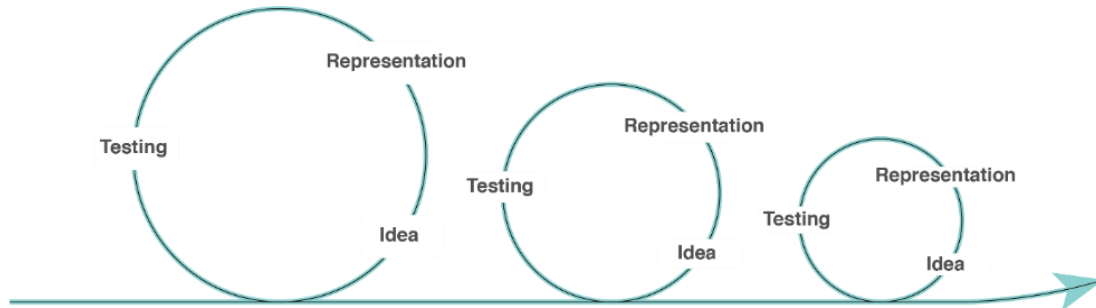 Representation
Testing
Idea
Representation
Testing
Idea
Representation
Testing
Idea